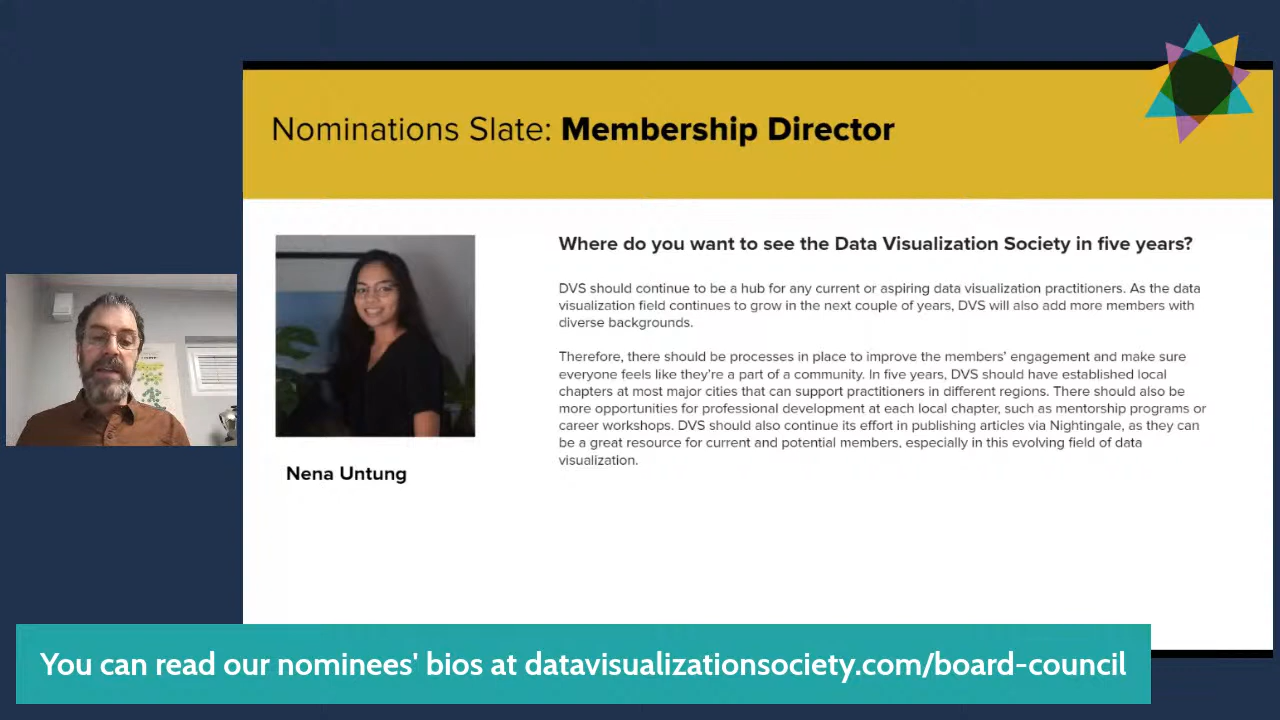 Nominations Slate: Membership Director
Where do you want to see the Data Visualization Society in five years?
DVS should continue to be a hub for any current or aspiring data visualization practitioners. As the data
visualization field continues to grow in the next couple of years, DVS will also add more members with
diverse backgrounds.
Therefore, there should be processes in place to improve the members' engagement and make sure
everyone feels like they're a part of a community. In five years, DVS should have established local
chapters at most major cities that can support practitioners in different regions. There should also be
more opportunities for professional development at each local chapter, such as mentorship programs or
career workshops. DVS should also continue its effort in publishing articles via Nightingale, as they can
be a great resource for current and potential members, especially in this evolving field of data
visualization.
Nena Untung
You can read our nominees' bios at datavisualizationsociety.com/board-council